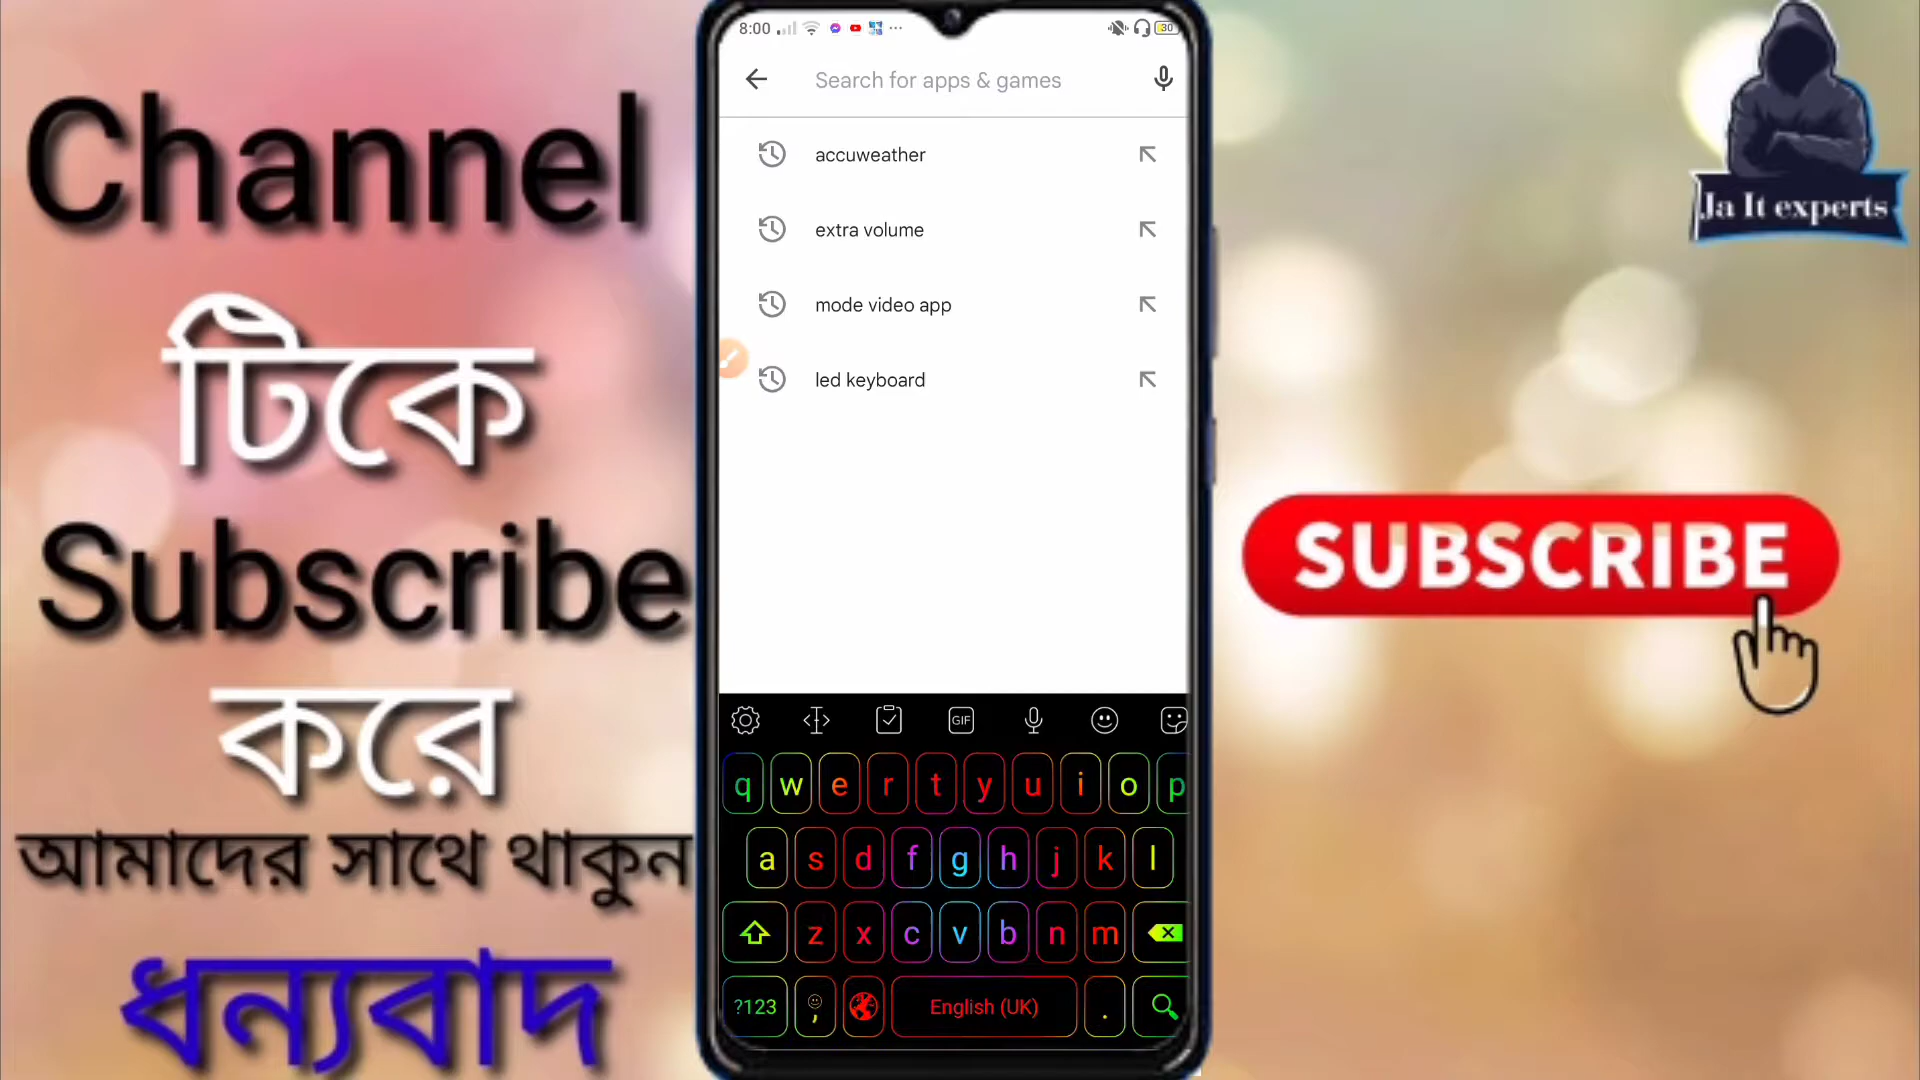 Channel
টিকে
Subscribe
করে
আমাদের সাথে থাকুন
ধন্যবাদ
8:00
30
Search for apps & games
accuweather
extra volume
mode video app
led keyboard
GIF
q w e r t y u i o p
a s d f g h j k l
z x c v b n m
?123 , English (UK) .
Ja It experts
SUBSCRIBE